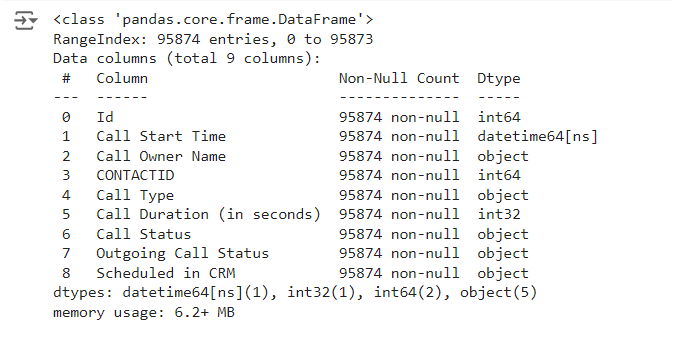 <class 'pandas.core.frame.DataFrame'>
RangeIndex: 95874 entries, 0 to 95873
Data columns (total 9 columns):
 #   Column                      Non-Null Count  Dtype
---  ------                      --------------  -----
 0   Id                          95874 non-null  int64
 1   Call Start Time             95874 non-null  datetime64[ns]
 2   Call Owner Name             95874 non-null  object
 3   CONTACTID                   95874 non-null  int64
 4   Call Type                   95874 non-null  object
 5   Call Duration (in seconds)  95874 non-null  int32
 6   Call Status                 95874 non-null  object
 7   Outgoing Call Status        95874 non-null  object
 8   Scheduled in CRM            95874 non-null  object
dtypes: datetime64[ns](1), int32(1), int64(2), object(5)
memory usage: 6.2+ MB